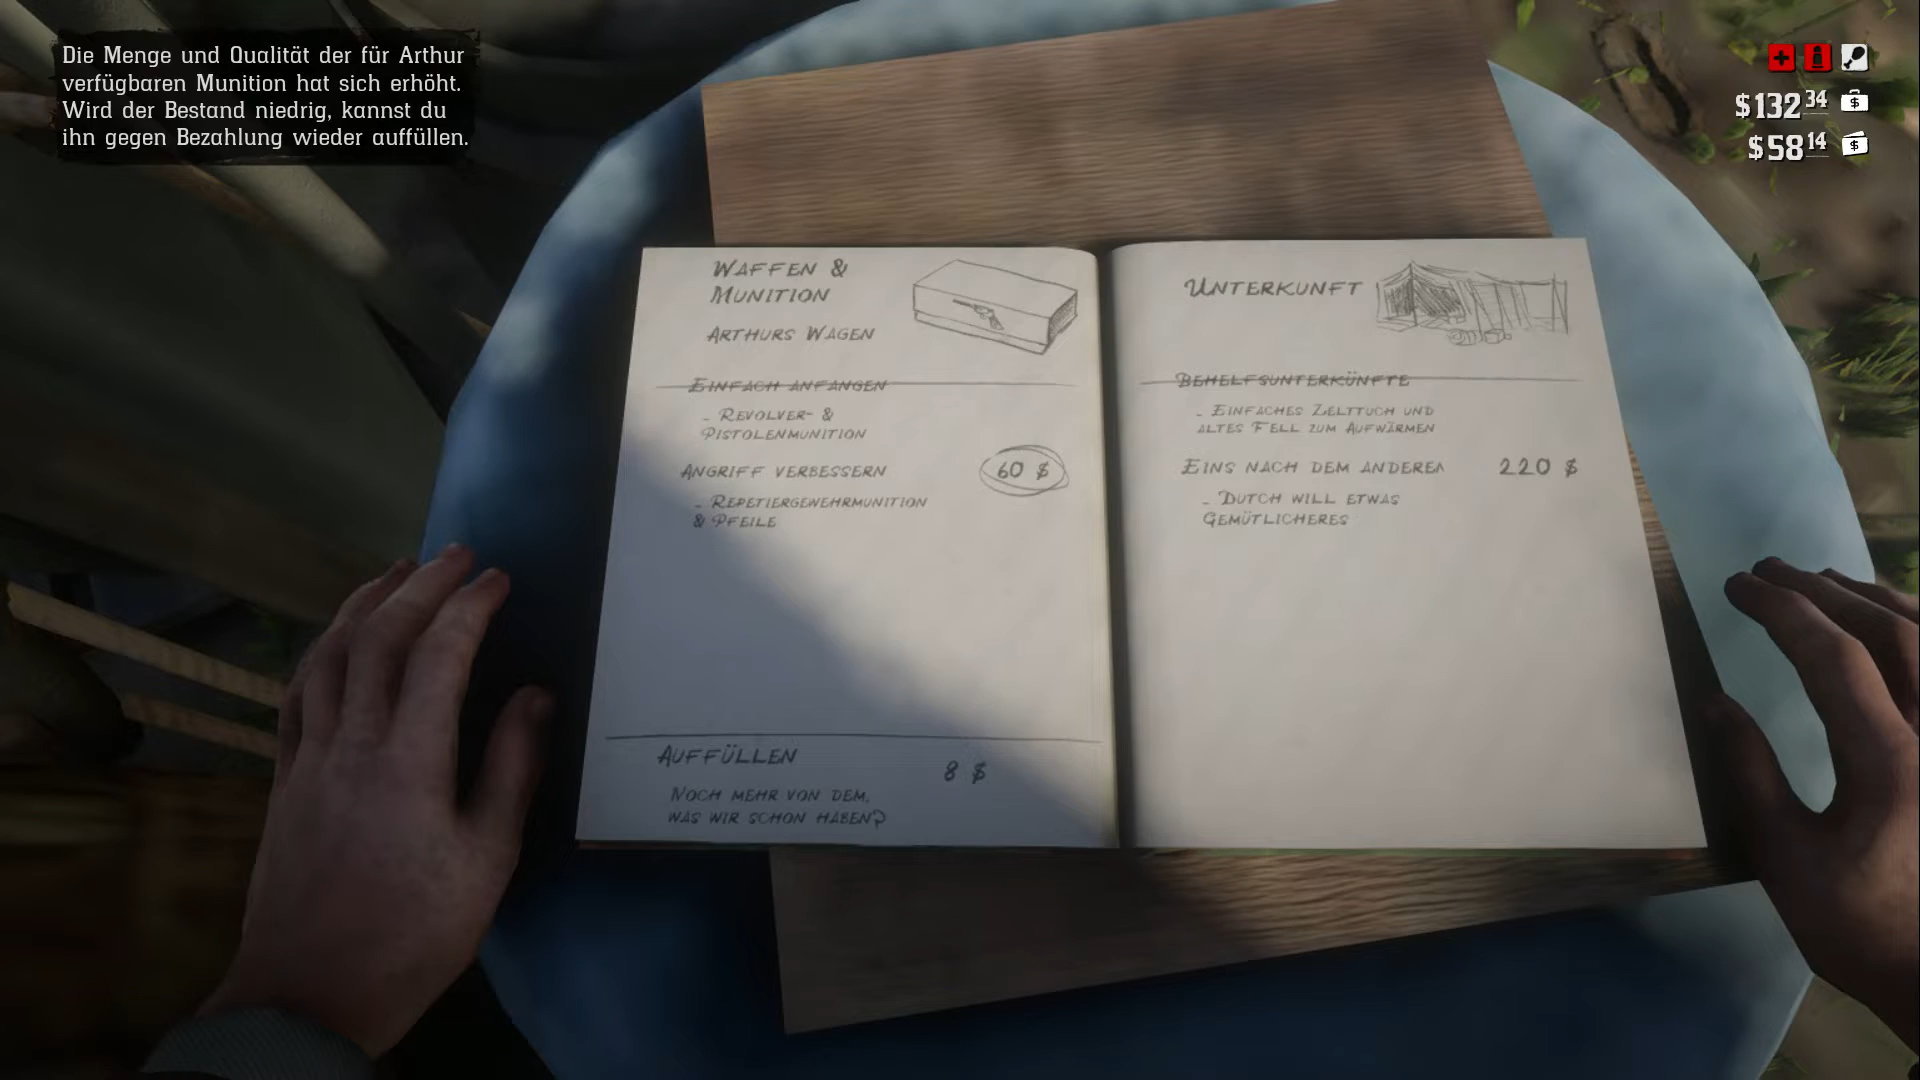 Die Menge und Qualität der für Arthur
verfügbaren Munition hat sich erhöht.
Wird der Bestand niedrig, kannst du
ihn gegen Bezahlung wieder auffüllen.
$132 34
$58 14
WAFFEN &
MUNITION
ARTHURS WAGEN
EINFACH ANFANGEN
- REVOLVER- &
PISTOLENMUNITION
ANGRIFF VERBESSERN 60 $
- REPETIERGEWEHRMUNITION
& PFEILE
AUFFÜLLEN 8 $
NOCH MEHR VON DEM,
WAS WIR SCHON HABEN?
UNTERKUNFT
BEHELFSUNTERKÜNFTE
- EINFACHES ZELTTUCH UND
ALTES FELL ZUM AUFWÄRMEN
EINS NACH DEM ANDEREN 220 $
- DUTCH WILL ETWAS
GEMÜTLICHERES